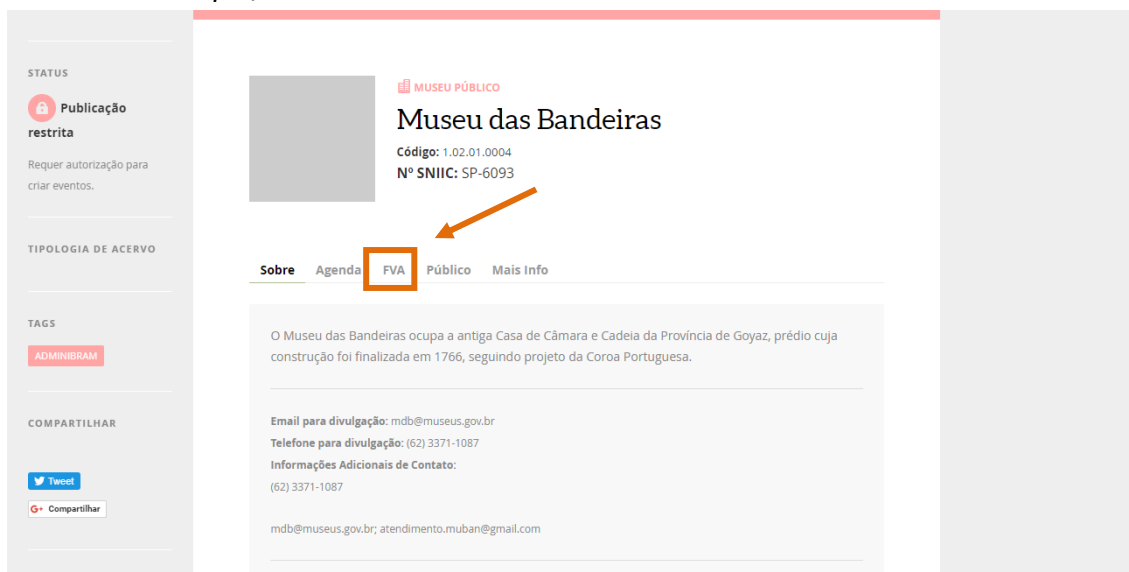 STATUS
Publicação
restrita
Requer autorização para
criar eventos.
TIPOLOGIA DE ACERVO
TAGS
ADMINIBRAM
COMPARTILHAR
Tweet
G+ Compartilhar
MUSEU PÚBLICO
Museu das Bandeiras
Código: 1.02.01.0004
Nº SNIIC: SP-6093
Sobre Agenda FVA Público Mais Info
O Museu das Bandeiras ocupa a antiga Casa de Câmara e Cadeia da Província de Goyaz, prédio cuja
construção foi finalizada em 1766, seguindo projeto da Coroa Portuguesa.
Email para divulgação: mdb@museus.gov.br
Telefone para divulgação: (62) 3371-1087
Informações Adicionais de Contato:
(62) 3371-1087
mdb@museus.gov.br; atendimento.muban@gmail.com